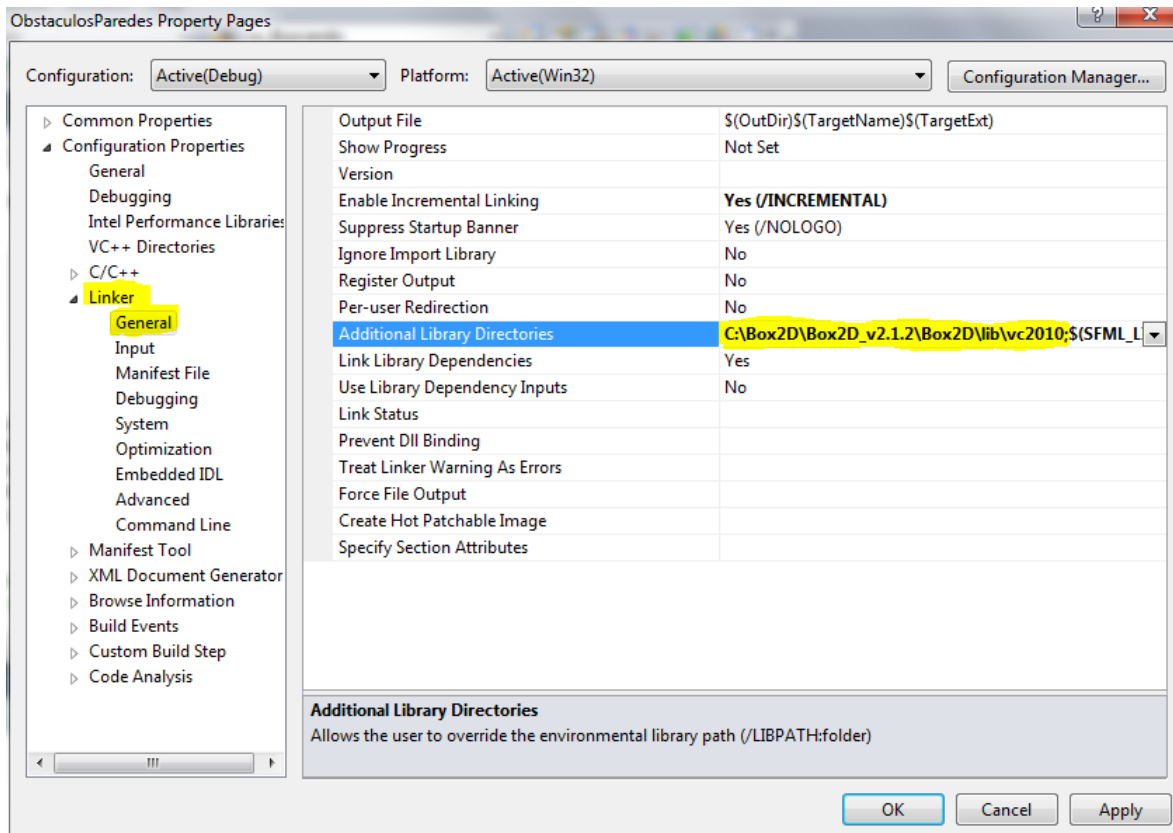 ObstaculosParedes Property Pages
Configuration: Active(Debug) Platform: Active(Win32) Configuration Manager...
Common Properties
Configuration Properties
General
Debugging
Intel Performance Libraries
VC++ Directories
C/C++
Linker
General
Input
Manifest File
Debugging
System
Optimization
Embedded IDL
Advanced
Command Line
Manifest Tool
XML Document Generator
Browse Information
Build Events
Custom Build Step
Code Analysis
Output File $(OutDir)$(TargetName)$(TargetExt)
Show Progress Not Set
Version
Enable Incremental Linking Yes (/INCREMENTAL)
Suppress Startup Banner Yes (/NOLOGO)
Ignore Import Library No
Register Output No
Per-user Redirection No
Additional Library Directories C:\Box2D\Box2D_v2.1.2\Box2D\lib\vc2010;$(SFML_L
Link Library Dependencies Yes
Use Library Dependency Inputs No
Link Status
Prevent Dll Binding
Treat Linker Warning As Errors
Force File Output
Create Hot Patchable Image
Specify Section Attributes
Additional Library Directories
Allows the user to override the environmental library path (/LIBPATH:folder)
OK Cancel Apply